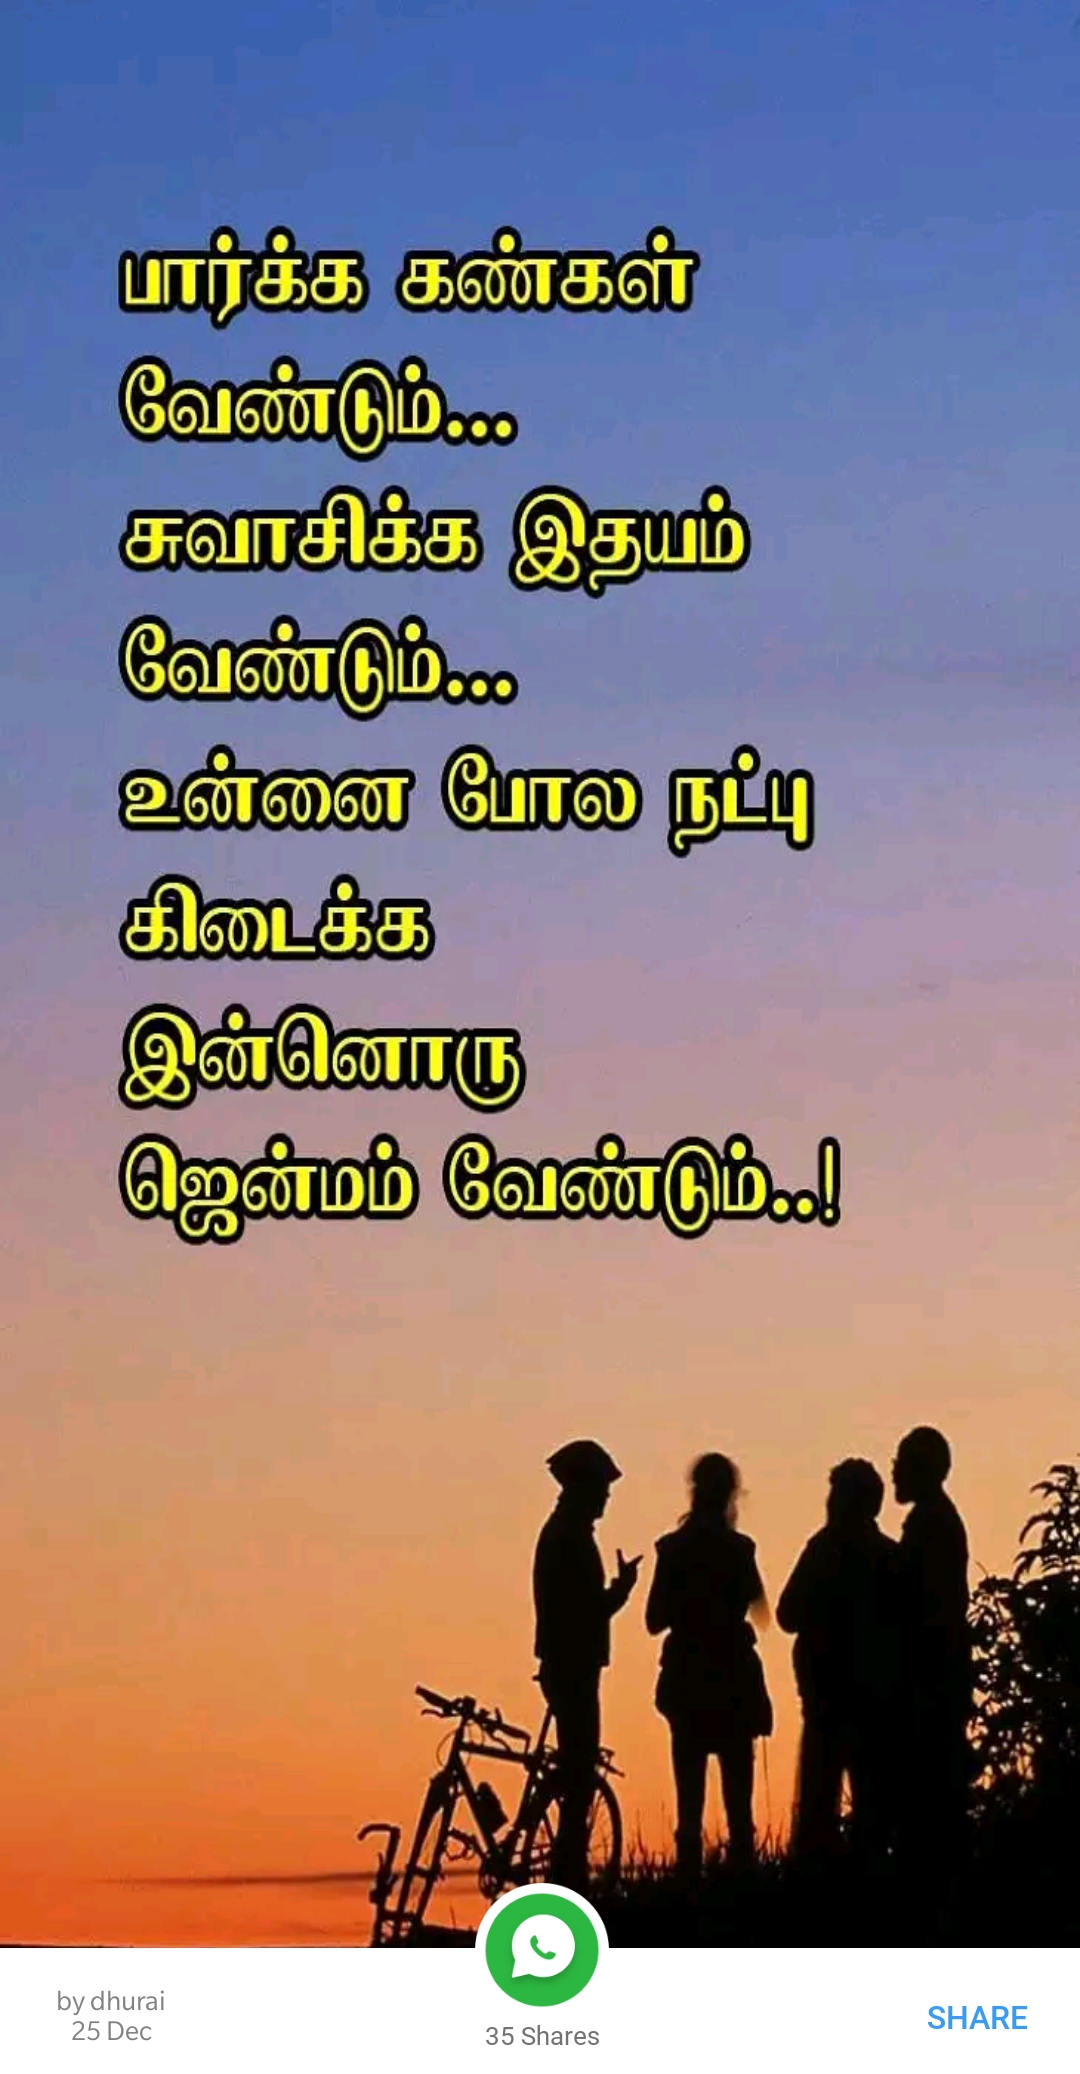 பார்க்க கண்கள்
வேண்டும்...
சுவாசிக்க இதயம்
வேண்டும்...
உன்னை போல நட்பு
கிடைக்க
இன்னொரு
ஜென்மம் வேண்டும்..!
by dhurai
25 Dec
35 Shares
SHARE